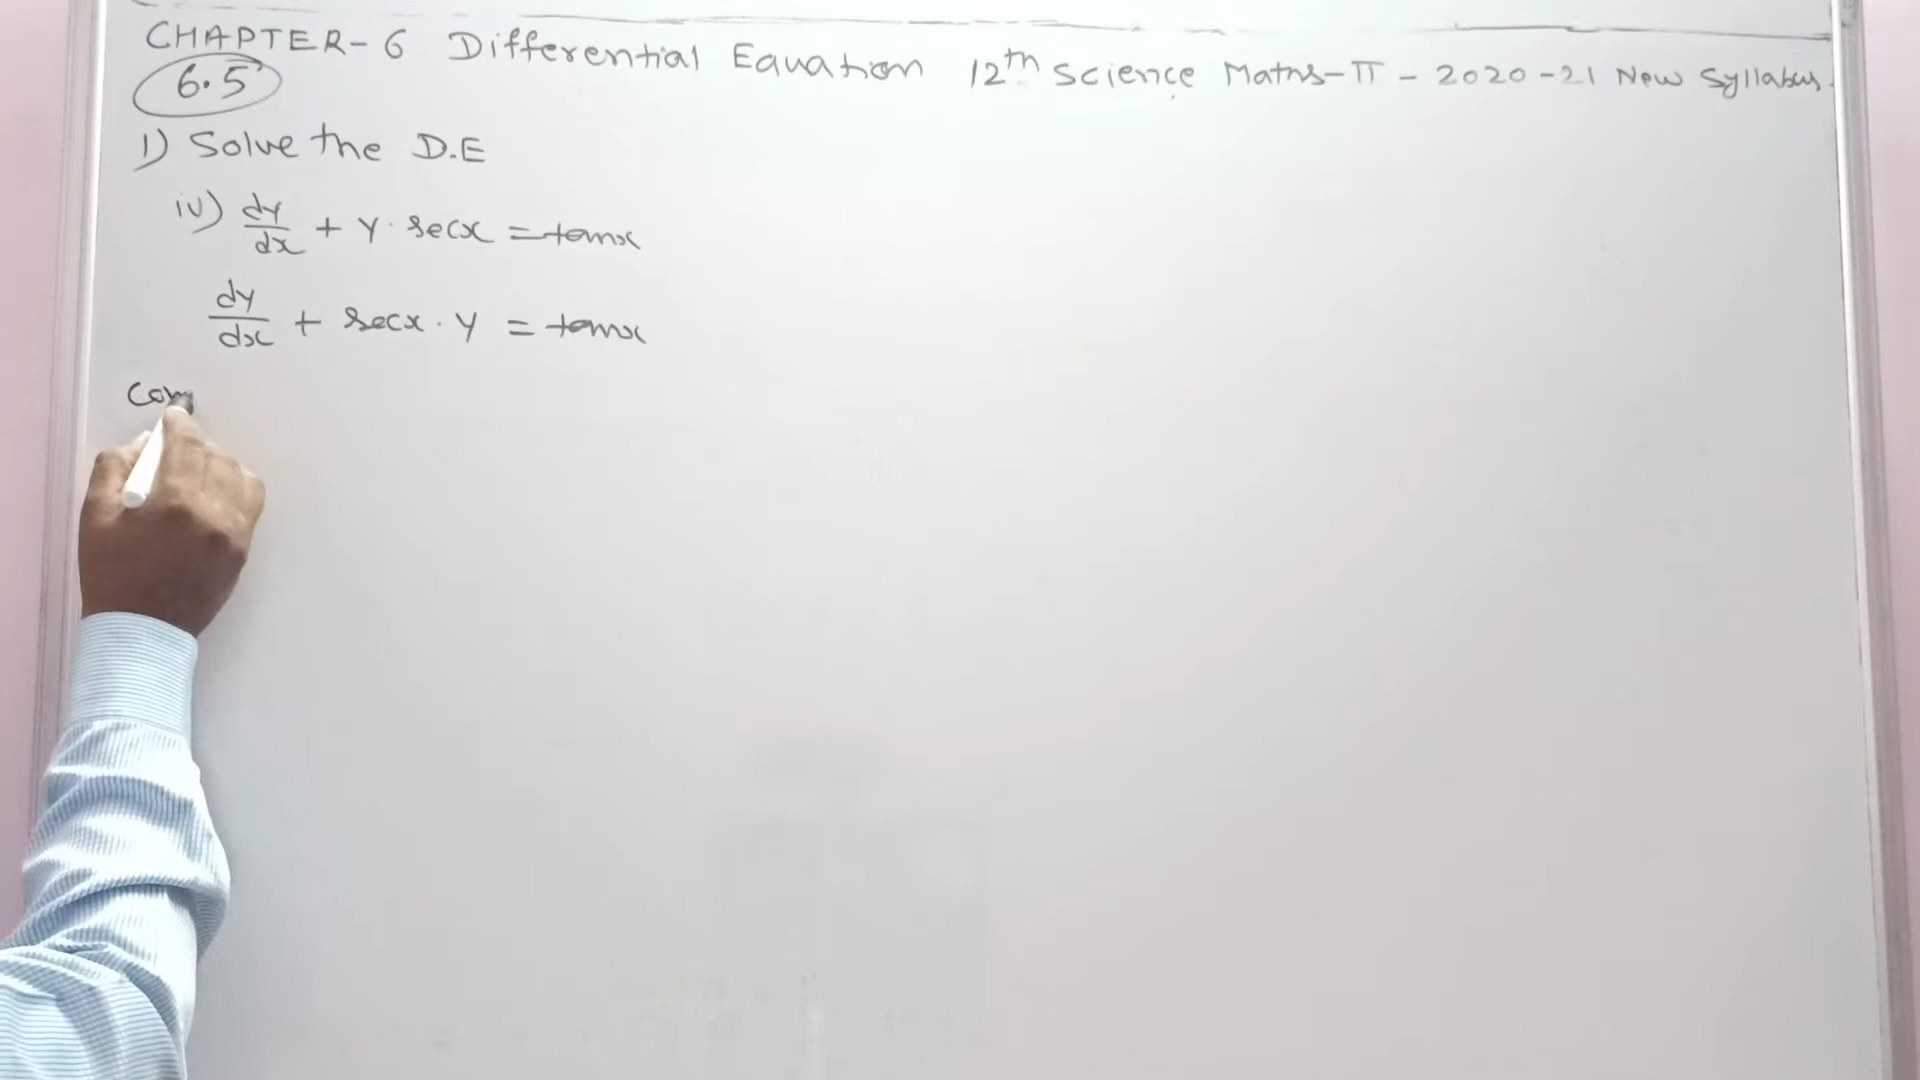 CHAPTER-6 Differential Equation 12th Science Maths-II - 2020-21 New Syllabus.
6.5
1) Solve the D.E
iv) dy/dx + y · secx = tanx
dy/dx + secx · y = tanx
Com